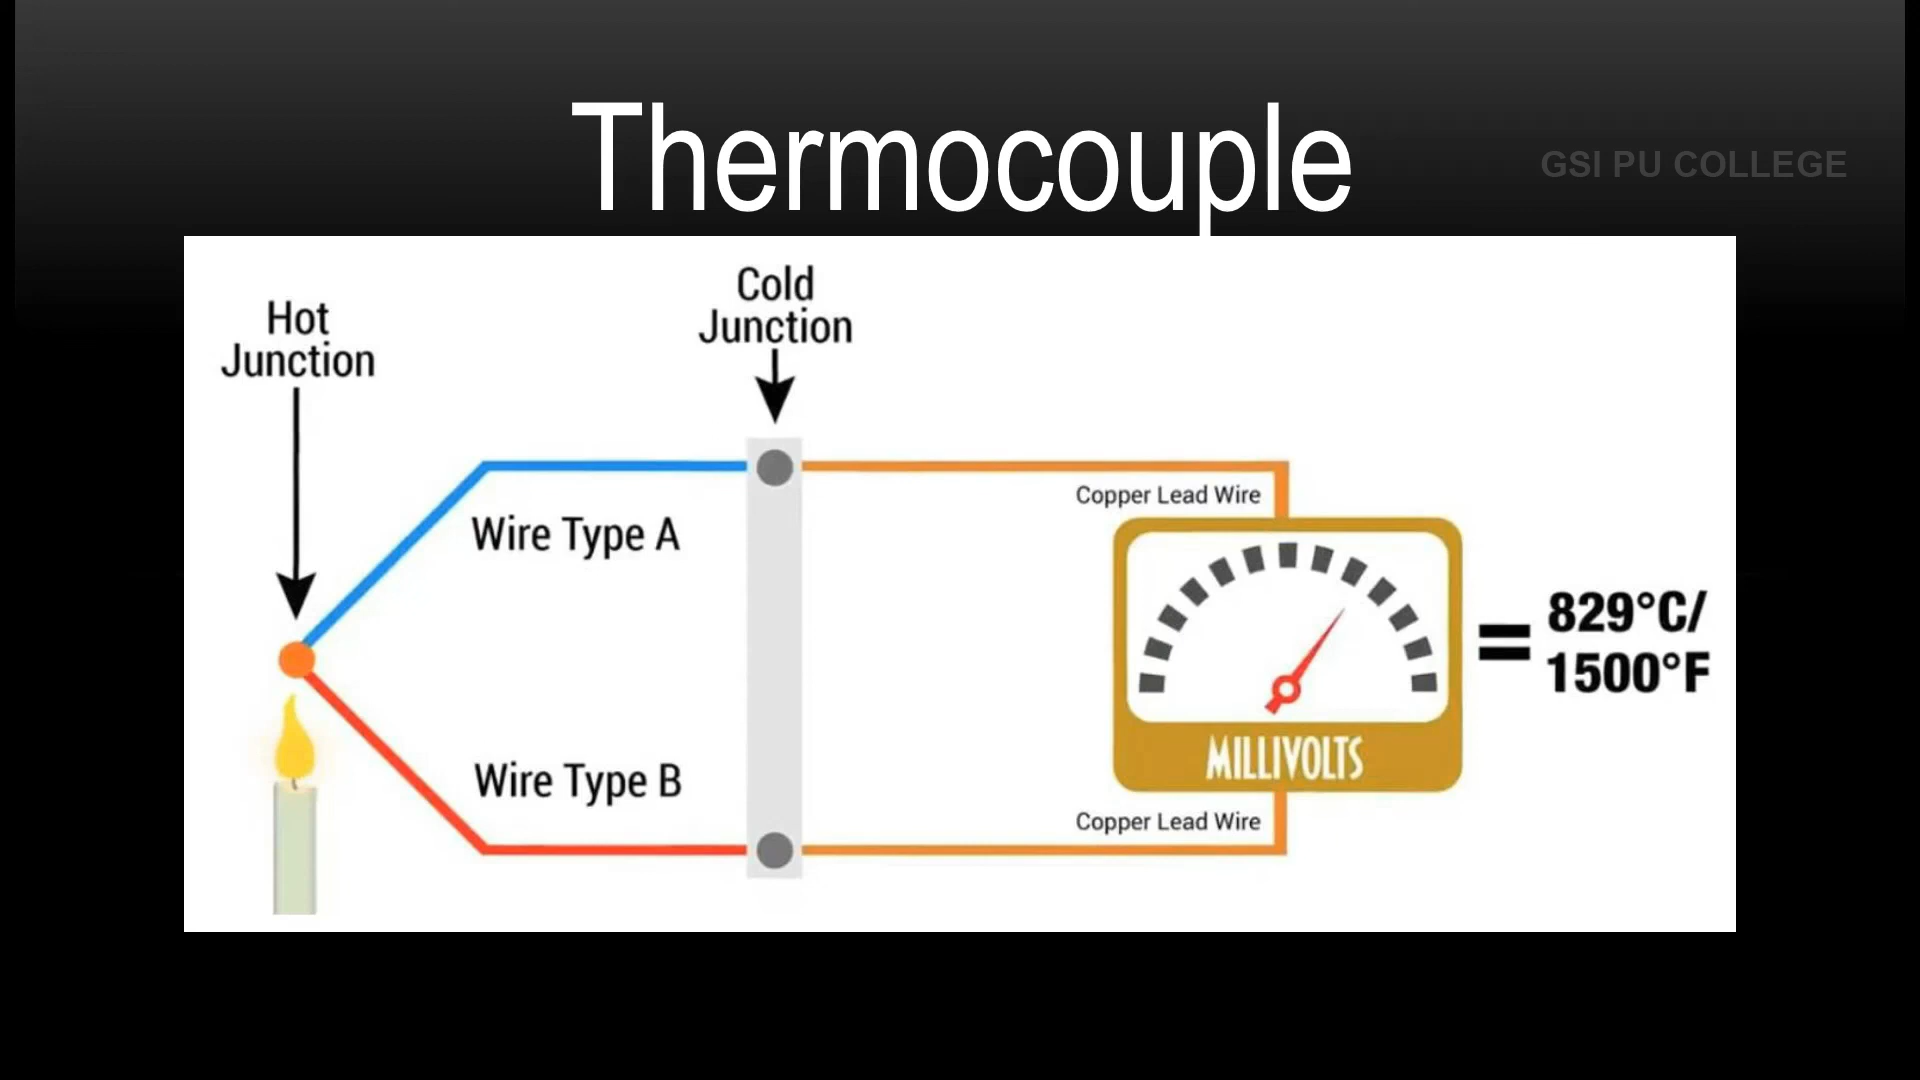 Thermocouple
GSI PU COLLEGE
Cold
Junction
Hot
Junction
Copper Lead Wire
Wire Type A
829°C/
1500°F
MILLIVOLTS
Wire Type B
Copper Lead Wire